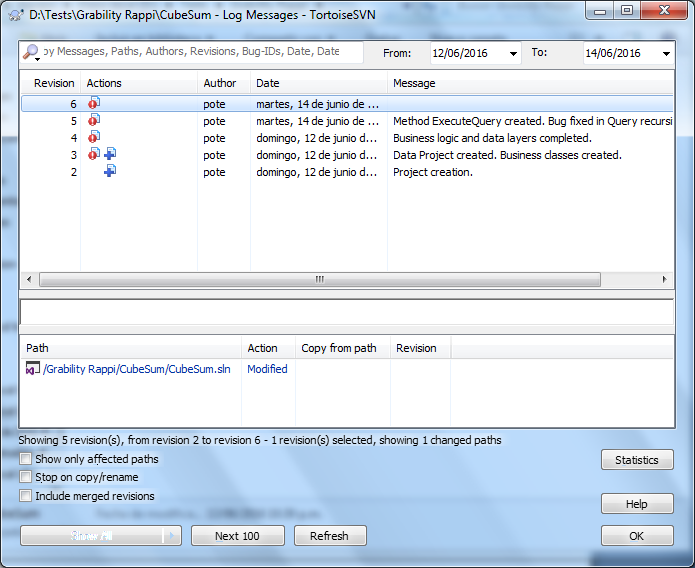 D:\Tests\Grability Rappi\CubeSum - Log Messages - TortoiseSVN
by Messages, Paths, Authors, Revisions, Bug-IDs, Date, Date
From: 12/06/2016 To: 14/06/2016
Revision Actions Author Date Message
6 pote martes, 14 de junio de ...
5 pote martes, 14 de junio de ... Method ExecuteQuery created. Bug fixed in Query recursi
4 pote domingo, 12 de junio d... Business logic and data layers completed.
3 pote domingo, 12 de junio d... Data Project created. Business classes created.
2 pote domingo, 12 de junio d... Project creation.
Path Action Copy from path Revision
/Grability Rappi/CubeSum/CubeSum.sln Modified
Showing 5 revision(s), from revision 2 to revision 6 - 1 revision(s) selected, showing 1 changed paths
Show only affected paths
Statistics
Stop on copy/rename
Include merged revisions
Help
Show All Next 100 Refresh OK